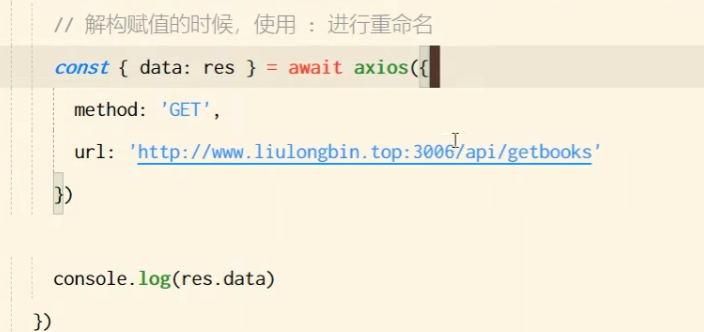 // 解构赋值的时候，使用 : 进行重命名
const { data: res } = await axios({
method: 'GET',
url: 'http://www.liulongbin.top:3006/api/getbooks'
})
console.log(res.data)
})